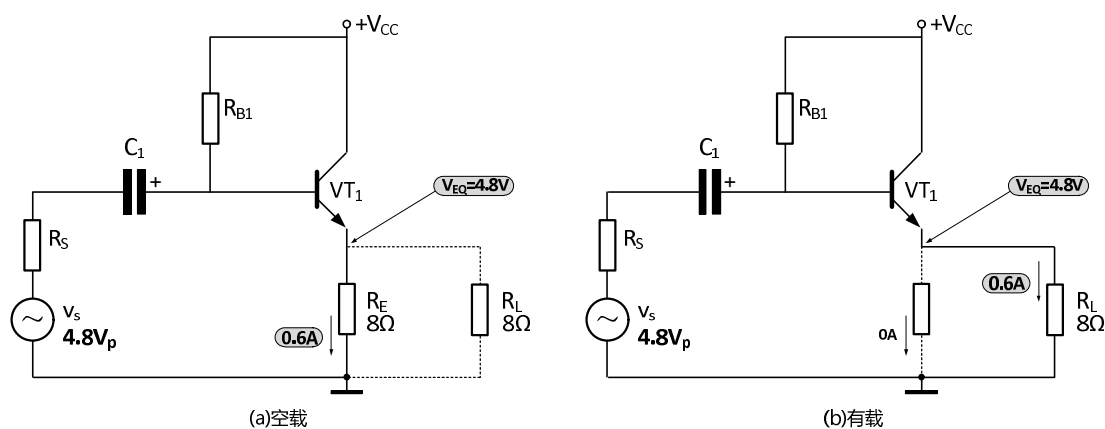 +VCC
RB1
C1
+
VT1
VEQ=4.8V
RS
vs
4.8Vp
RE
8Ω
0.6A
RL
8Ω
(a)空载
+VCC
RB1
C1
+
VT1
VEQ=4.8V
RS
vs
4.8Vp
0.6A
0A
RL
8Ω
(b)有载